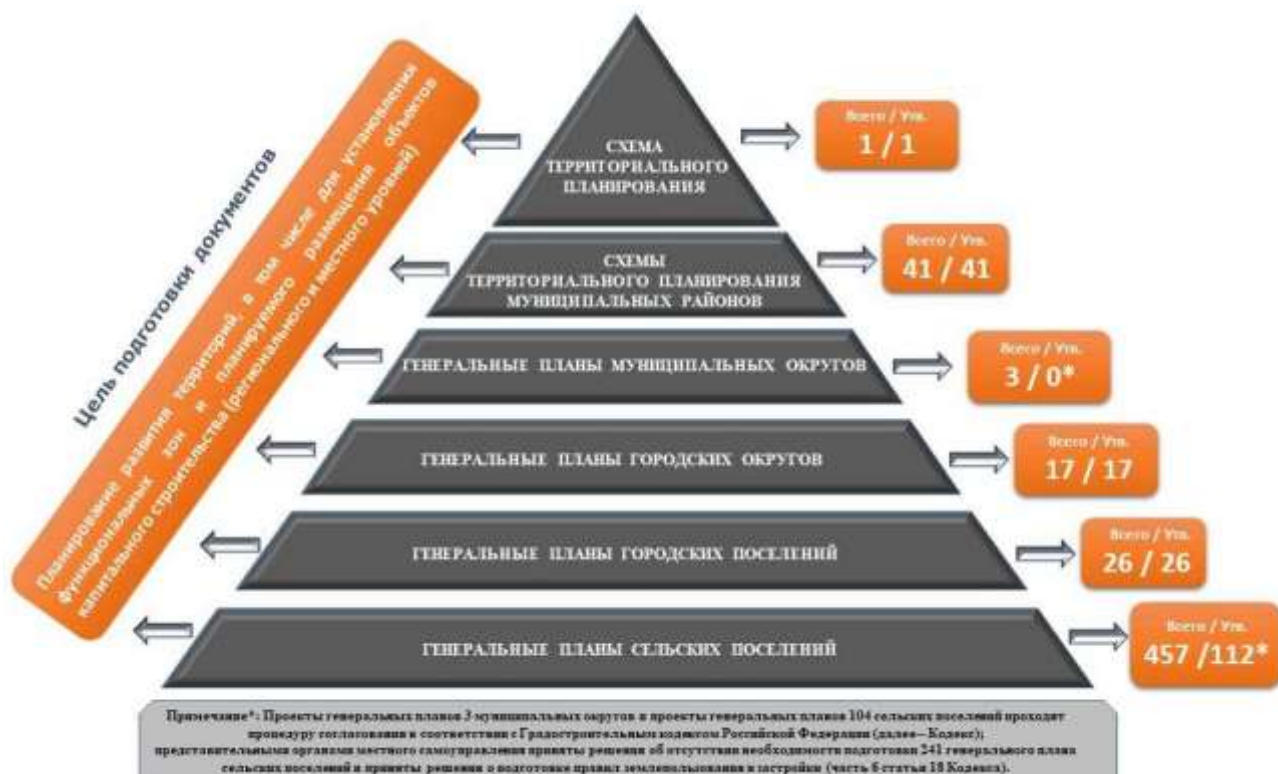 Цель подготовки документов
Планирование развития территорий, в том числе для установления
функциональных зон и планируемого размещения объектов
капитального строительства (регионального и местного уровней)
СХЕМА
ТЕРРИТОРИАЛЬНОГО
ПЛАНИРОВАНИЯ
Всего / Утв.
1 / 1
СХЕМЫ
ТЕРРИТОРИАЛЬНОГО ПЛАНИРОВАНИЯ
МУНИЦИПАЛЬНЫХ РАЙОНОВ
Всего / Утв.
41 / 41
ГЕНЕРАЛЬНЫЕ ПЛАНЫ МУНИЦИПАЛЬНЫХ ОКРУГОВ
Всего / Утв.
3 / 0*
ГЕНЕРАЛЬНЫЕ ПЛАНЫ ГОРОДСКИХ ОКРУГОВ
Всего / Утв.
17 / 17
ГЕНЕРАЛЬНЫЕ ПЛАНЫ ГОРОДСКИХ ПОСЕЛЕНИЙ
Всего / Утв.
26 / 26
ГЕНЕРАЛЬНЫЕ ПЛАНЫ СЕЛЬСКИХ ПОСЕЛЕНИЙ
Всего / Утв.
457 /112*
Примечание*: Проекты генеральных планов 3 муниципальных округов и проекты генеральных планов 104 сельских поселений проходят
процедуру согласования в соответствии с Градостроительным кодексом Российской Федерации (далее – Кодекс);
представительными органами местного самоуправления приняты решения об отсутствии необходимости подготовки 241 генерального плана
сельских поселений и приняты решения о подготовке правил землепользования и застройки (часть 6 статьи 18 Кодекса).